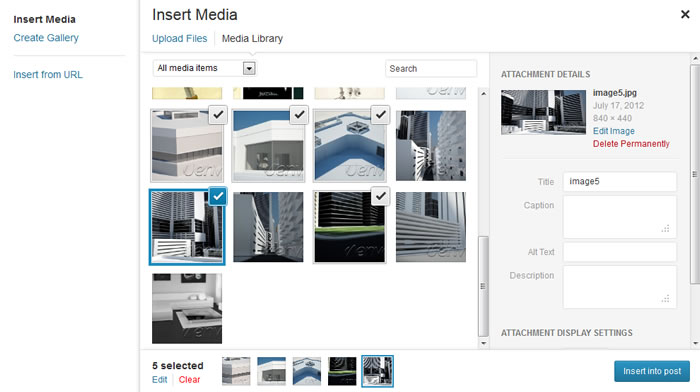 Insert Media
Create Gallery
Insert from URL
Insert Media
Upload Files
Media Library
All media items
Search
ATTACHMENT DETAILS
image5.jpg
July 17, 2012
840 × 440
Edit Image
Delete Permanently
Title
image5
Caption
Alt Text
Description
ATTACHMENT DISPLAY SETTINGS
5 selected
Edit
Clear
Insert into post